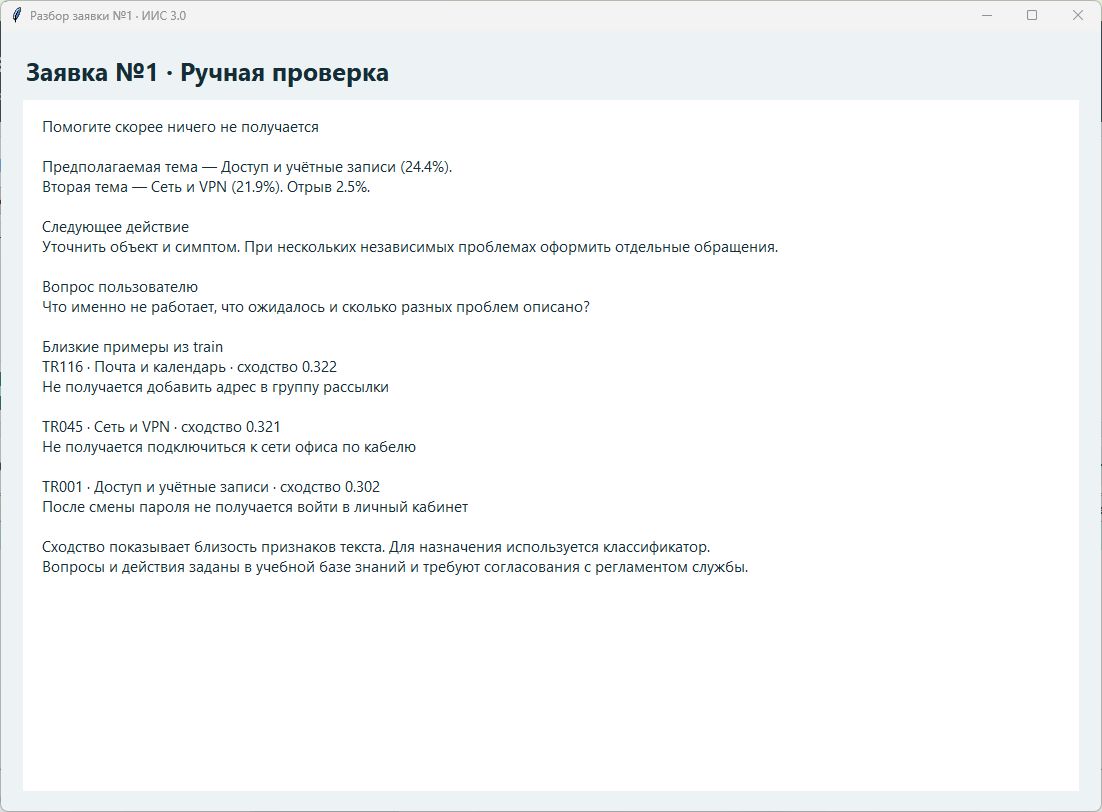 Разбор заявки №1 · ИИС 3.0
Заявка №1 · Ручная проверка
Помогите скорее ничего не получается
Предполагаемая тема — Доступ и учётные записи (24.4%).
Вторая тема — Сеть и VPN (21.9%). Отрыв 2.5%.
Следующее действие
Уточнить объект и симптом. При нескольких независимых проблемах оформить отдельные обращения.
Вопрос пользователю
Что именно не работает, что ожидалось и сколько разных проблем описано?
Близкие примеры из train
TR116 · Почта и календарь · сходство 0.322
Не получается добавить адрес в группу рассылки
TR045 · Сеть и VPN · сходство 0.321
Не получается подключиться к сети офиса по кабелю
TR001 · Доступ и учётные записи · сходство 0.302
После смены пароля не получается войти в личный кабинет
Сходство показывает близость признаков текста. Для назначения используется классификатор.
Вопросы и действия заданы в учебной базе знаний и требуют согласования с регламентом службы.